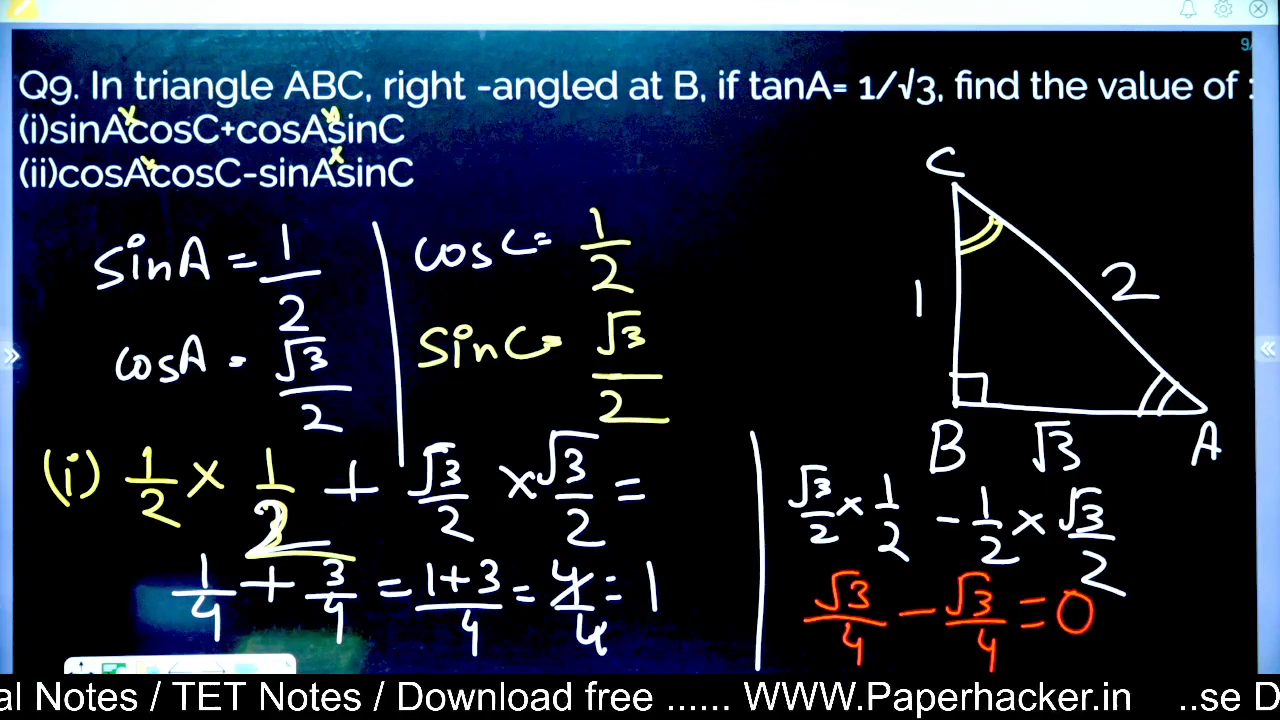 9/
Q9. In triangle ABC, right -angled at B, if tanA= 1/√3, find the value of :
(i)sinAcosC+cosAsinC
(ii)cosAcosC-sinAsinC
sinA = 1/2
cosA = √3/2
cosC = 1/2
sinC = √3/2
C
1
2
B
√3
A
(i) 1/2 × 1/2 + √3/2 × √3/2 =
1/4 + 3/4 = 1+3/4 = 4/4 = 1
√3/2 × 1/2 - 1/2 × √3/2
√3/4 - √3/4 = 0
al Notes / TET Notes / Download free ...... WWW.Paperhacker.in ..se D